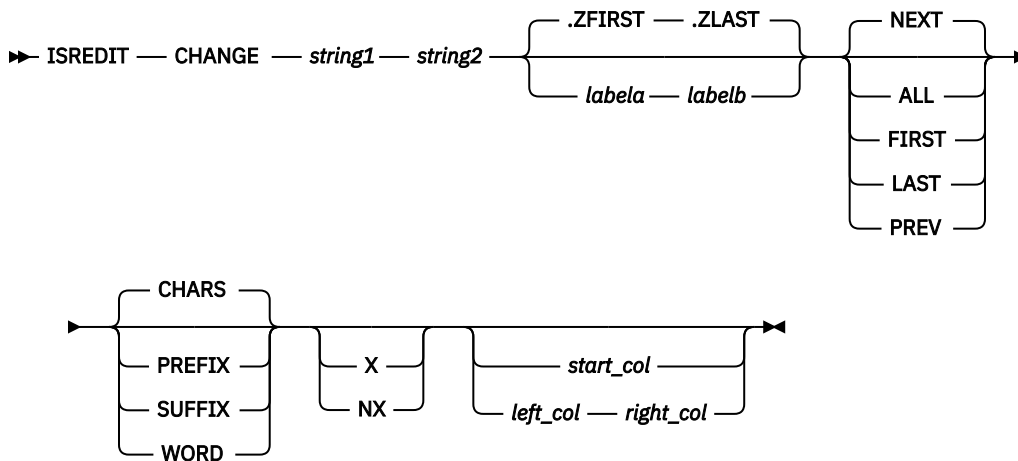 .ZFIRST .ZLAST NEXT
ISREDIT CHANGE string1 string2
labela labelb ALL
FIRST
LAST
PREV
CHARS
PREFIX X start_col
SUFFIX NX left_col right_col
WORD